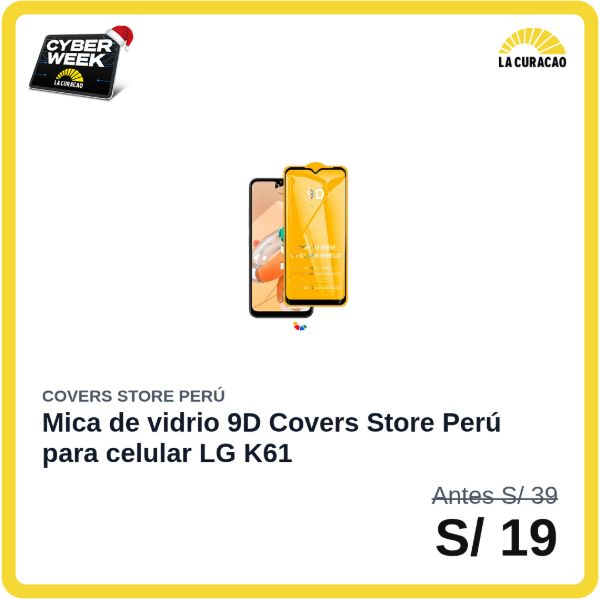 CYBER
WEEK
LA CURACAO
LA CURACAO
9D
COVERS STORE PERÚ
Mica de vidrio 9D Covers Store Perú
para celular LG K61
Antes S/ 39
S/ 19